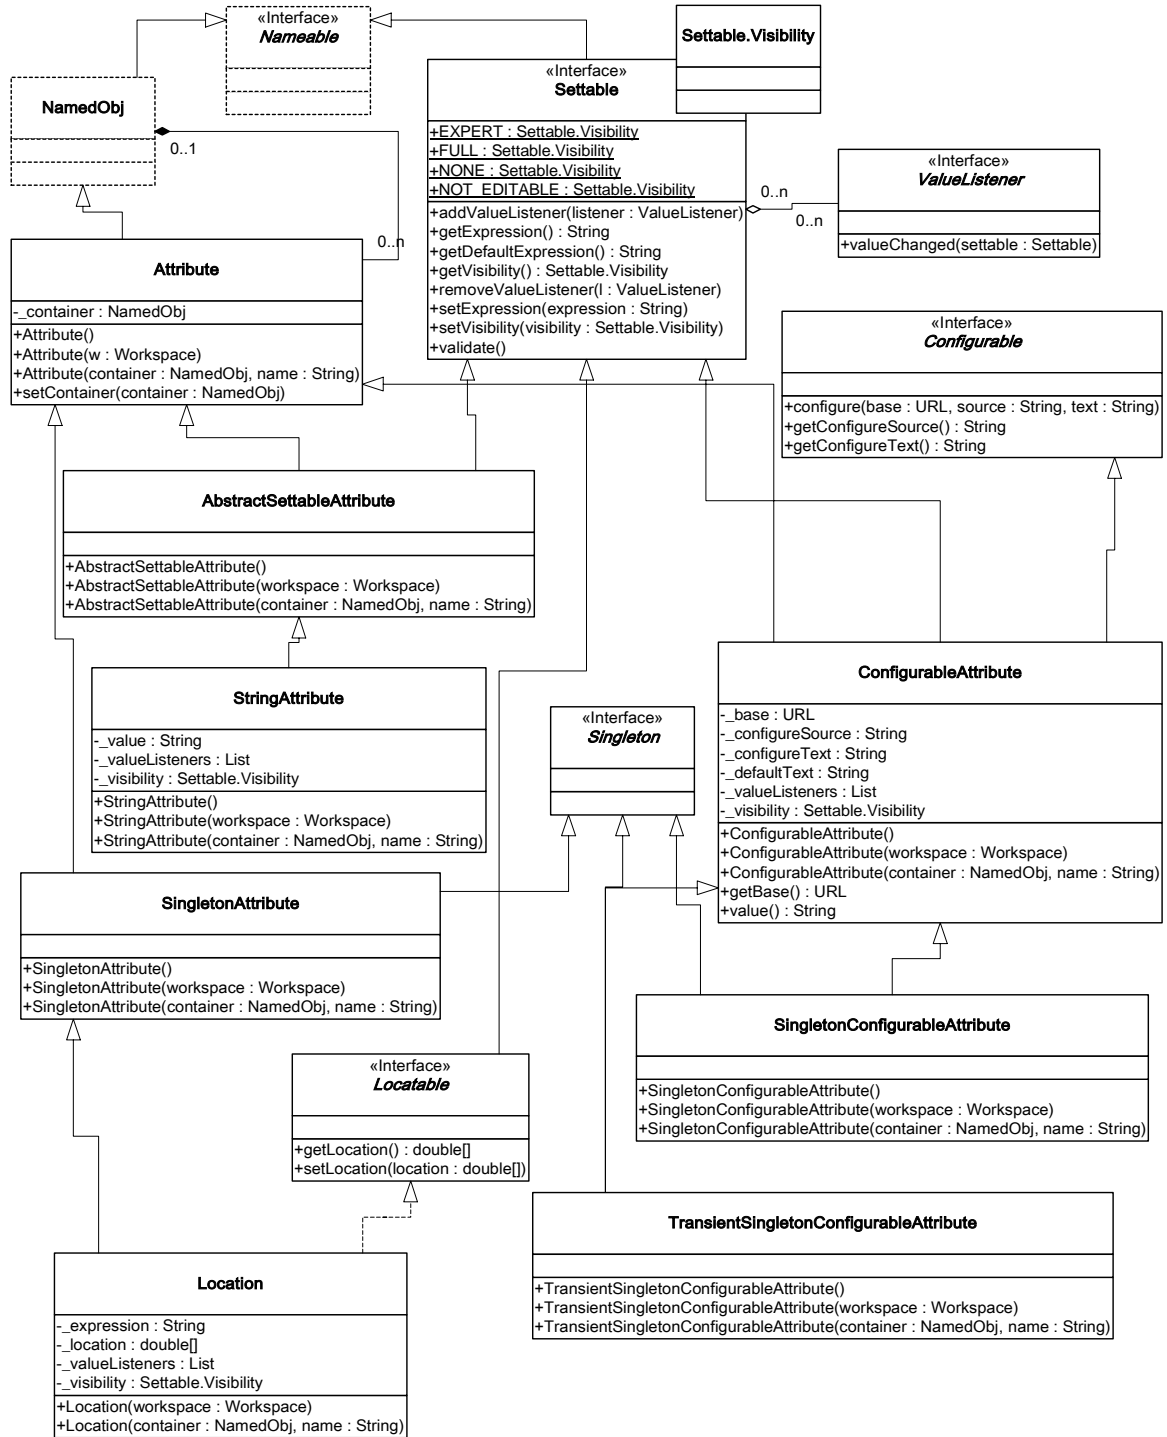 «Interface»
Nameable
Settable.Visibility
NamedObj
0..1
0..n
«Interface»
Settable
+EXPERT : Settable.Visibility
+FULL : Settable.Visibility
+NONE : Settable.Visibility
+NOT_EDITABLE : Settable.Visibility
+addValueListener(listener : ValueListener)
+getExpression() : String
+getDefaultExpression() : String
+getVisibility() : Settable.Visibility
+removeValueListener(l : ValueListener)
+setExpression(expression : String)
+setVisibility(visibility : Settable.Visibility)
+validate()
0..n
0..n
«Interface»
ValueListener
+valueChanged(settable : Settable)
Attribute
-_container : NamedObj
+Attribute()
+Attribute(w : Workspace)
+Attribute(container : NamedObj, name : String)
+setContainer(container : NamedObj)
«Interface»
Configurable
+configure(base : URL, source : String, text : String)
+getConfigureSource() : String
+getConfigureText() : String
AbstractSettableAttribute
+AbstractSettableAttribute()
+AbstractSettableAttribute(workspace : Workspace)
+AbstractSettableAttribute(container : NamedObj, name : String)
StringAttribute
-_value : String
-_valueListeners : List
-_visibility : Settable.Visibility
+StringAttribute()
+StringAttribute(workspace : Workspace)
+StringAttribute(container : NamedObj, name : String)
«Interface»
Singleton
ConfigurableAttribute
-_base : URL
-_configureSource : String
-_configureText : String
-_defaultText : String
-_valueListeners : List
-_visibility : Settable.Visibility
+ConfigurableAttribute()
+ConfigurableAttribute(workspace : Workspace)
+ConfigurableAttribute(container : NamedObj, name : String)
+getBase() : URL
+value() : String
SingletonAttribute
+SingletonAttribute()
+SingletonAttribute(workspace : Workspace)
+SingletonAttribute(container : NamedObj, name : String)
SingletonConfigurableAttribute
+SingletonConfigurableAttribute()
+SingletonConfigurableAttribute(workspace : Workspace)
+SingletonConfigurableAttribute(container : NamedObj, name : String)
«Interface»
Locatable
+getLocation() : double[]
+setLocation(location : double[])
TransientSingletonConfigurableAttribute
+TransientSingletonConfigurableAttribute()
+TransientSingletonConfigurableAttribute(workspace : Workspace)
+TransientSingletonConfigurableAttribute(container : NamedObj, name : String)
Location
-_expression : String
-_location : double[]
-_valueListeners : List
-_visibility : Settable.Visibility
+Location(workspace : Workspace)
+Location(container : NamedObj, name : String)